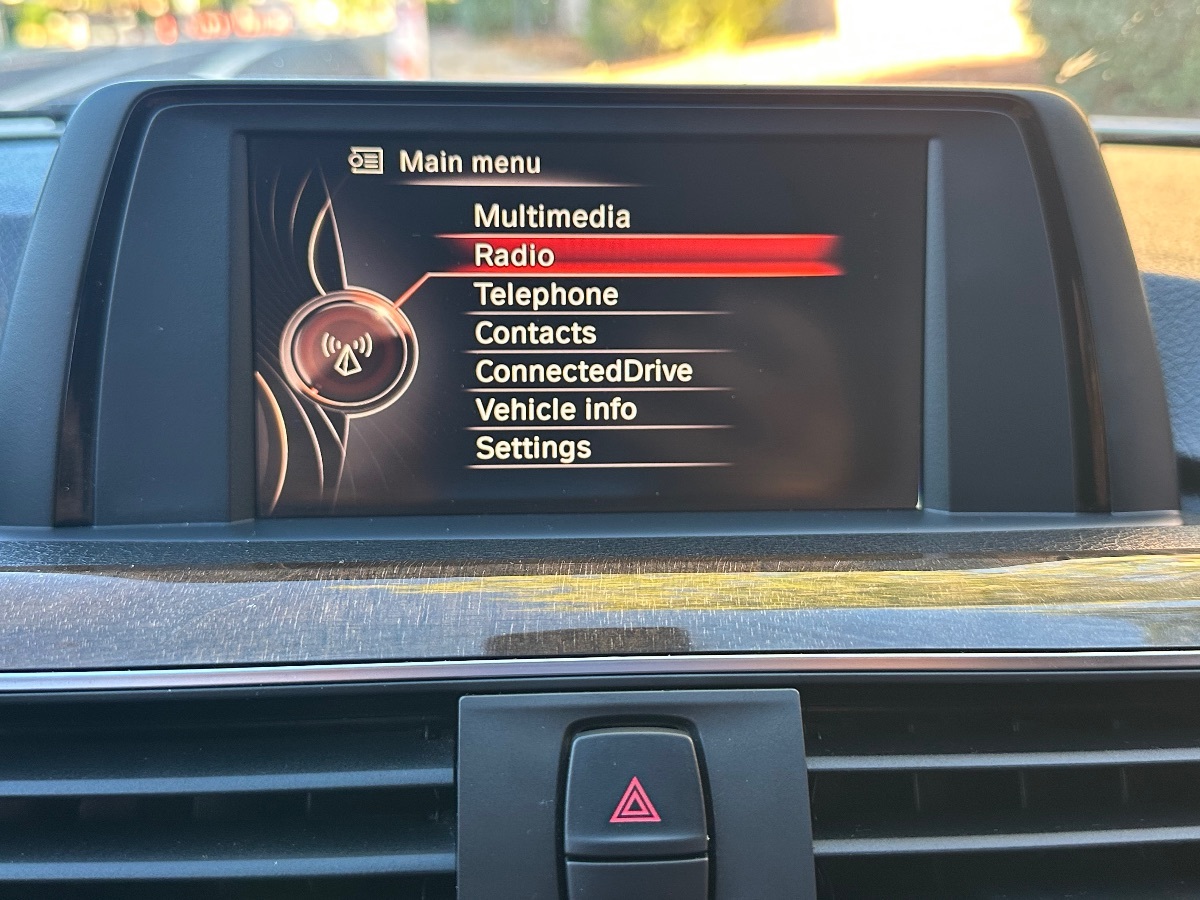 Main menu
Multimedia
Radio
Telephone
Contacts
ConnectedDrive
Vehicle info
Settings